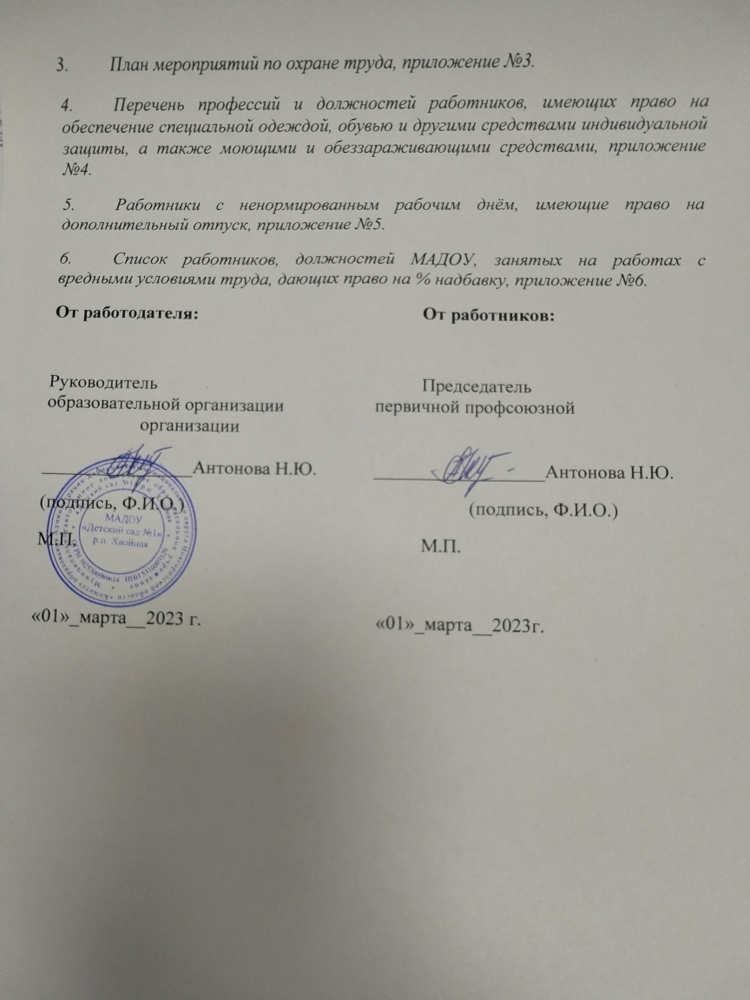 3. План мероприятий по охране труда, приложение №3.
4. Перечень профессий и должностей работников, имеющих право на
обеспечение специальной одеждой, обувью и другими средствами индивидуальной
защиты, а также моющими и обеззараживающими средствами, приложение
№4.
5. Работники с ненормированным рабочим днём, имеющие право на
дополнительный отпуск, приложение №5.
6. Список работников, должностей МАДОУ, занятых на работах с
вредными условиями труда, дающих право на % надбавку, приложение №6.
От работодателя:
От работников:
Руководитель
образовательной организации
организации
Председатель
первичной профсоюзной
________________Антонова Н.Ю.
(подпись, Ф.И.О.)
М.П.
МАДОУ
«Детский сад №1»
р.п. Хвойная
«01»_марта__2023 г.
__________________Антонова Н.Ю.
(подпись, Ф.И.О.)
М.П.
«01»_марта__2023г.